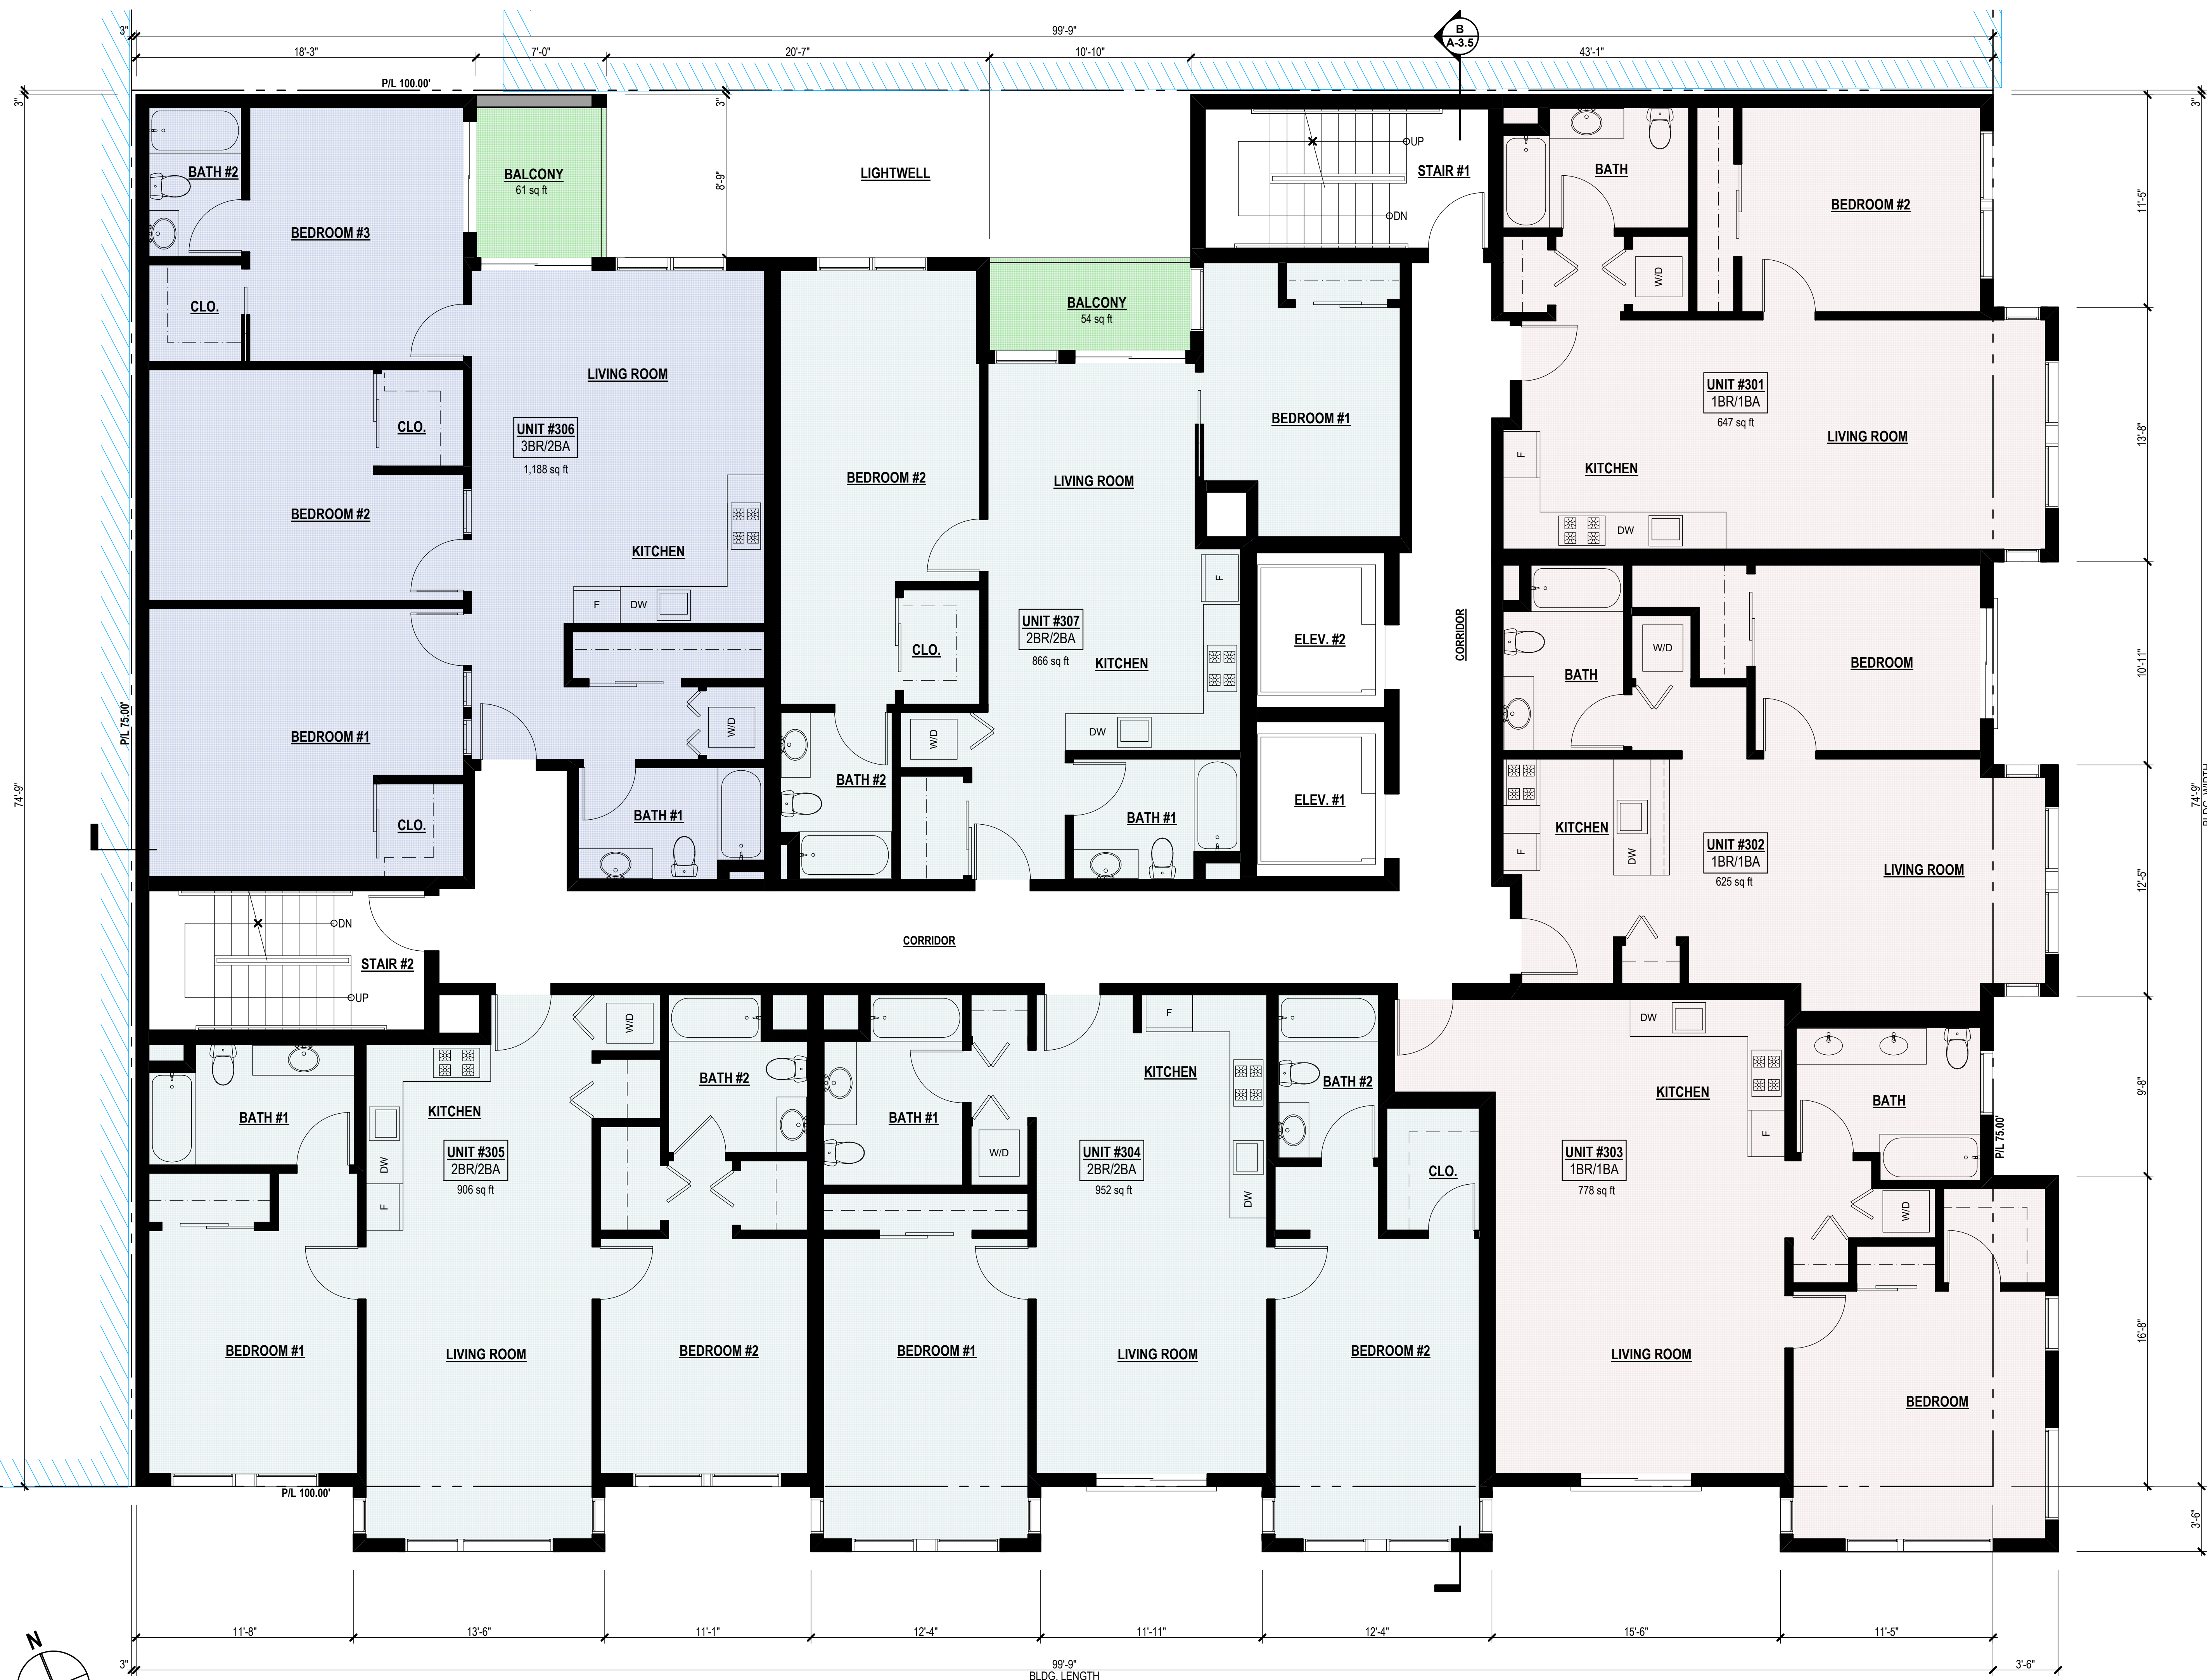 3"
99'-9"
B
A-3.5
18'-3"
7'-0"
20'-7"
10'-10"
43'-1"
P/L 100.00'
3"
3"
3"
BATH #2
BALCONY
61 sq ft
8'-9"
LIGHTWELL
UP
STAIR #1
DN
BATH
BEDROOM #2
11'-5"
BEDROOM #3
CLO.
W/D
BALCONY
54 sq ft
LIVING ROOM
UNIT #301
1BR/1BA
647 sq ft
CLO.
UNIT #306
3BR/2BA
1,188 sq ft
BEDROOM #1
LIVING ROOM
13'-8"
F
KITCHEN
BEDROOM #2
LIVING ROOM
BEDROOM #2
DW
KITCHEN
F
DW
F
UNIT #307
2BR/2BA
866 sq ft
ELEV. #2
CORRIDOR
W/D
CLO.
KITCHEN
BEDROOM
10'-11"
BATH
P/L 75.00'
BEDROOM #1
W/D
W/D
DW
74'-9"
74'-9"
BLDG. WIDTH
BATH #2
ELEV. #1
CLO.
BATH #1
BATH #1
KITCHEN
F
DW
UNIT #302
1BR/1BA
625 sq ft
LIVING ROOM
12'-5"
DN
CORRIDOR
STAIR #2
UP
W/D
F
DW
BATH #2
KITCHEN
BATH #2
KITCHEN
9'-8"
BATH #1
KITCHEN
BATH #1
BATH
P/L 75.00'
F
DW
UNIT #305
2BR/2BA
906 sq ft
W/D
UNIT #304
2BR/2BA
952 sq ft
CLO.
UNIT #303
1BR/1BA
778 sq ft
F
DW
W/D
BEDROOM #1
LIVING ROOM
BEDROOM #2
BEDROOM #1
LIVING ROOM
BEDROOM #2
LIVING ROOM
16'-8"
BEDROOM
P/L 100.00'
3'-6"
N
11'-8"
13'-6"
11'-1"
12'-4"
11'-11"
12'-4"
15'-6"
11'-5"
3"
99'-9"
BLDG. LENGTH
3'-6"